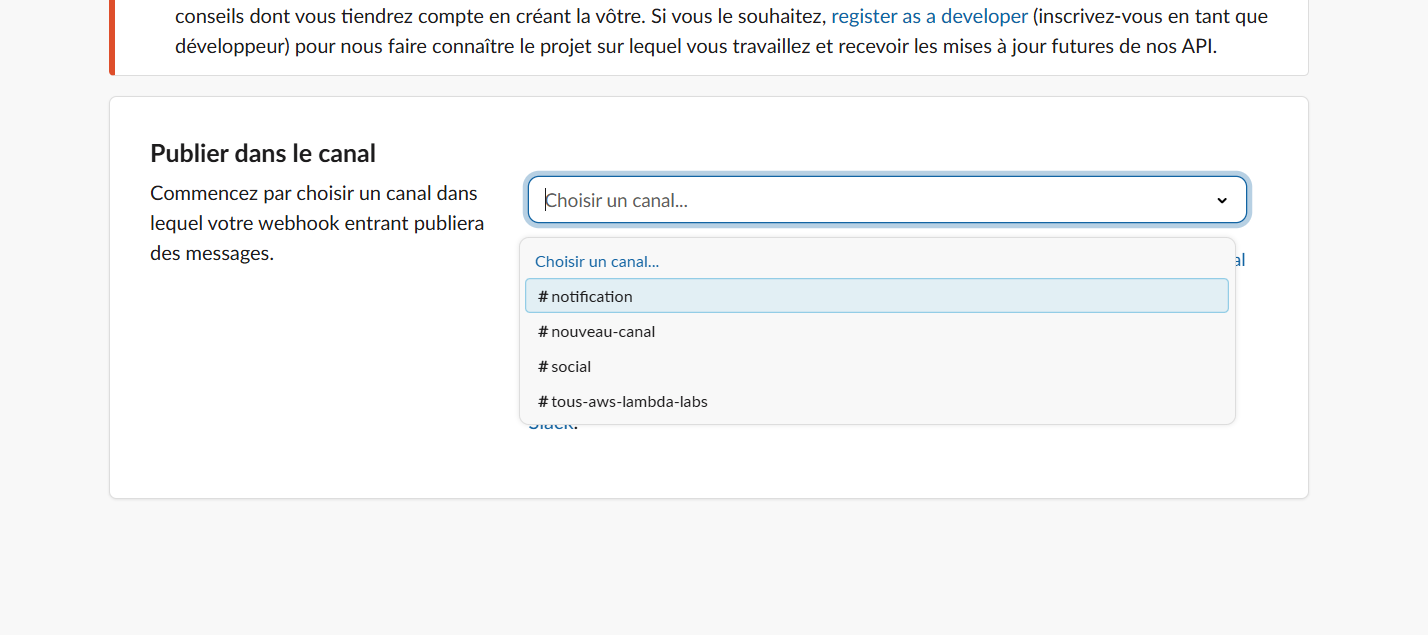 conseils dont vous tiendrez compte en créant la vôtre. Si vous le souhaitez, register as a developer (inscrivez-vous en tant que
développeur) pour nous faire connaître le projet sur lequel vous travaillez et recevoir les mises à jour futures de nos API.
Publier dans le canal
Commencez par choisir un canal dans
lequel votre webhook entrant publiera
des messages.
Choisir un canal...
Choisir un canal...
# notification
# nouveau-canal
# social
# tous-aws-lambda-labs
Slack.